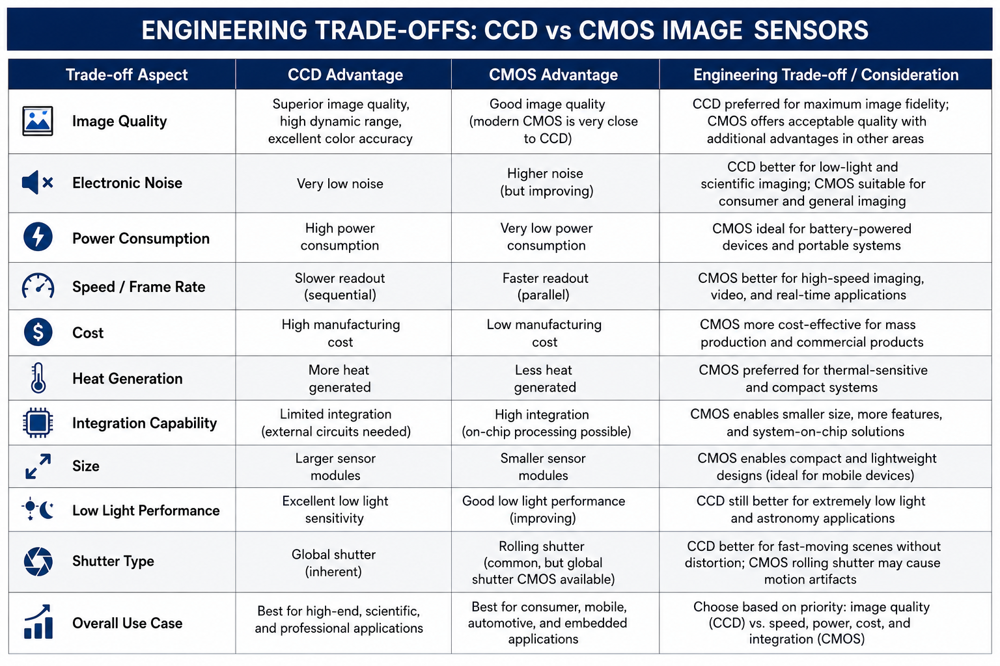 ENGINEERING TRADE-OFFS: CCD vs CMOS IMAGE SENSORS
Trade-off Aspect
CCD Advantage
CMOS Advantage
Engineering Trade-off / Consideration
Image Quality
Superior image quality,
high dynamic range,
excellent color accuracy
Good image quality
(modern CMOS is very close
to CCD)
CCD preferred for maximum image fidelity;
CMOS offers acceptable quality with
additional advantages in other areas
Electronic Noise
Very low noise
Higher noise
(but improving)
CCD better for low-light and
scientific imaging; CMOS suitable for
consumer and general imaging
Power Consumption
High power
consumption
Very low power
consumption
CMOS ideal for battery-powered
devices and portable systems
Speed / Frame Rate
Slower readout
(sequential)
Faster readout
(parallel)
CMOS better for high-speed imaging,
video, and real-time applications
$
Cost
High manufacturing
cost
Low manufacturing
cost
CMOS more cost-effective for mass
production and commercial products
Heat Generation
More heat
generated
Less heat
generated
CMOS preferred for thermal-sensitive
and compact systems
Integration Capability
Limited integration
(external circuits needed)
High integration
(on-chip processing possible)
CMOS enables smaller size, more features,
and system-on-chip solutions
Size
Larger sensor
modules
Smaller sensor
modules
CMOS enables compact and lightweight
designs (ideal for mobile devices)
Low Light Performance
Excellent low light
sensitivity
Good low light performance
(improving)
CCD still better for extremely low light
and astronomy applications
Shutter Type
Global shutter
(inherent)
Rolling shutter
(common, but global
shutter CMOS available)
CCD better for fast-moving scenes without
distortion; CMOS rolling shutter may cause
motion artifacts
Overall Use Case
Best for high-end, scientific,
and professional applications
Best for consumer, mobile,
automotive, and embedded
applications
Choose based on priority: image quality
(CCD) vs. speed, power, cost, and
integration (CMOS)